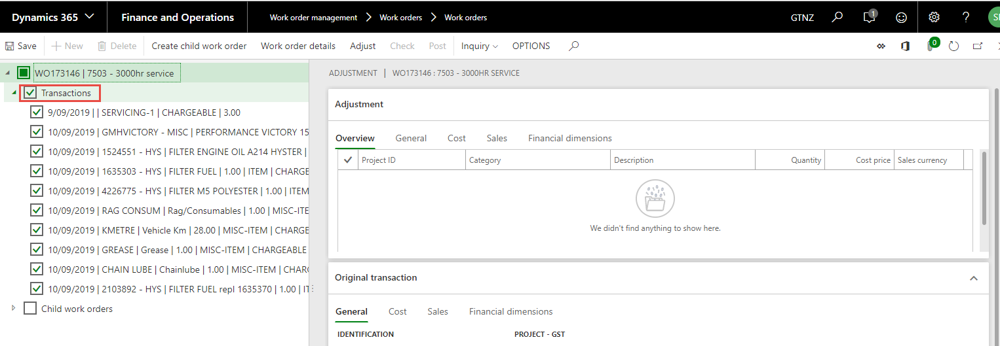 Dynamics 365 Finance and Operations Work order management Work orders Work orders GTNZ 1 ? SI
Save New Delete Create child work order Work order details Adjust Check Post Inquiry OPTIONS 0
WO173146 | 7503 - 3000hr service
Transactions
9/09/2019 | | SERVICING-1 | CHARGEABLE | 3.00
10/09/2019 | GMHVICTORY - MISC | PERFORMANCE VICTORY 15
10/09/2019 | 1524551 - HYS | FILTER ENGINE OIL A214 HYSTER |
10/09/2019 | 1635303 - HYS | FILTER FUEL | 1.00 | ITEM | CHARGE
10/09/2019 | 4226775 - HYS | FILTER M5 POLYESTER | 1.00 | ITEM
10/09/2019 | RAG CONSUM | Rag/Consumables | 1.00 | MISC-ITE
10/09/2019 | KMETRE | Vehicle Km | 28.00 | MISC-ITEM | CHARGE
10/09/2019 | GREASE | Grease | 1.00 | MISC-ITEM | CHARGEABLE
10/09/2019 | CHAIN LUBE | Chainlube | 1.00 | MISC-ITEM | CHARG
10/09/2019 | 2103892 - HYS | FILTER FUEL repl 1635370 | 1.00 | IT
Child work orders
ADJUSTMENT | WO173146 : 7503 - 3000HR SERVICE
Adjustment
Overview General Cost Sales Financial dimensions
Project ID Category Description Quantity Cost price Sales currency
We didn't find anything to show here.
Original transaction
General Cost Sales Financial dimensions
IDENTIFICATION PROJECT - GST